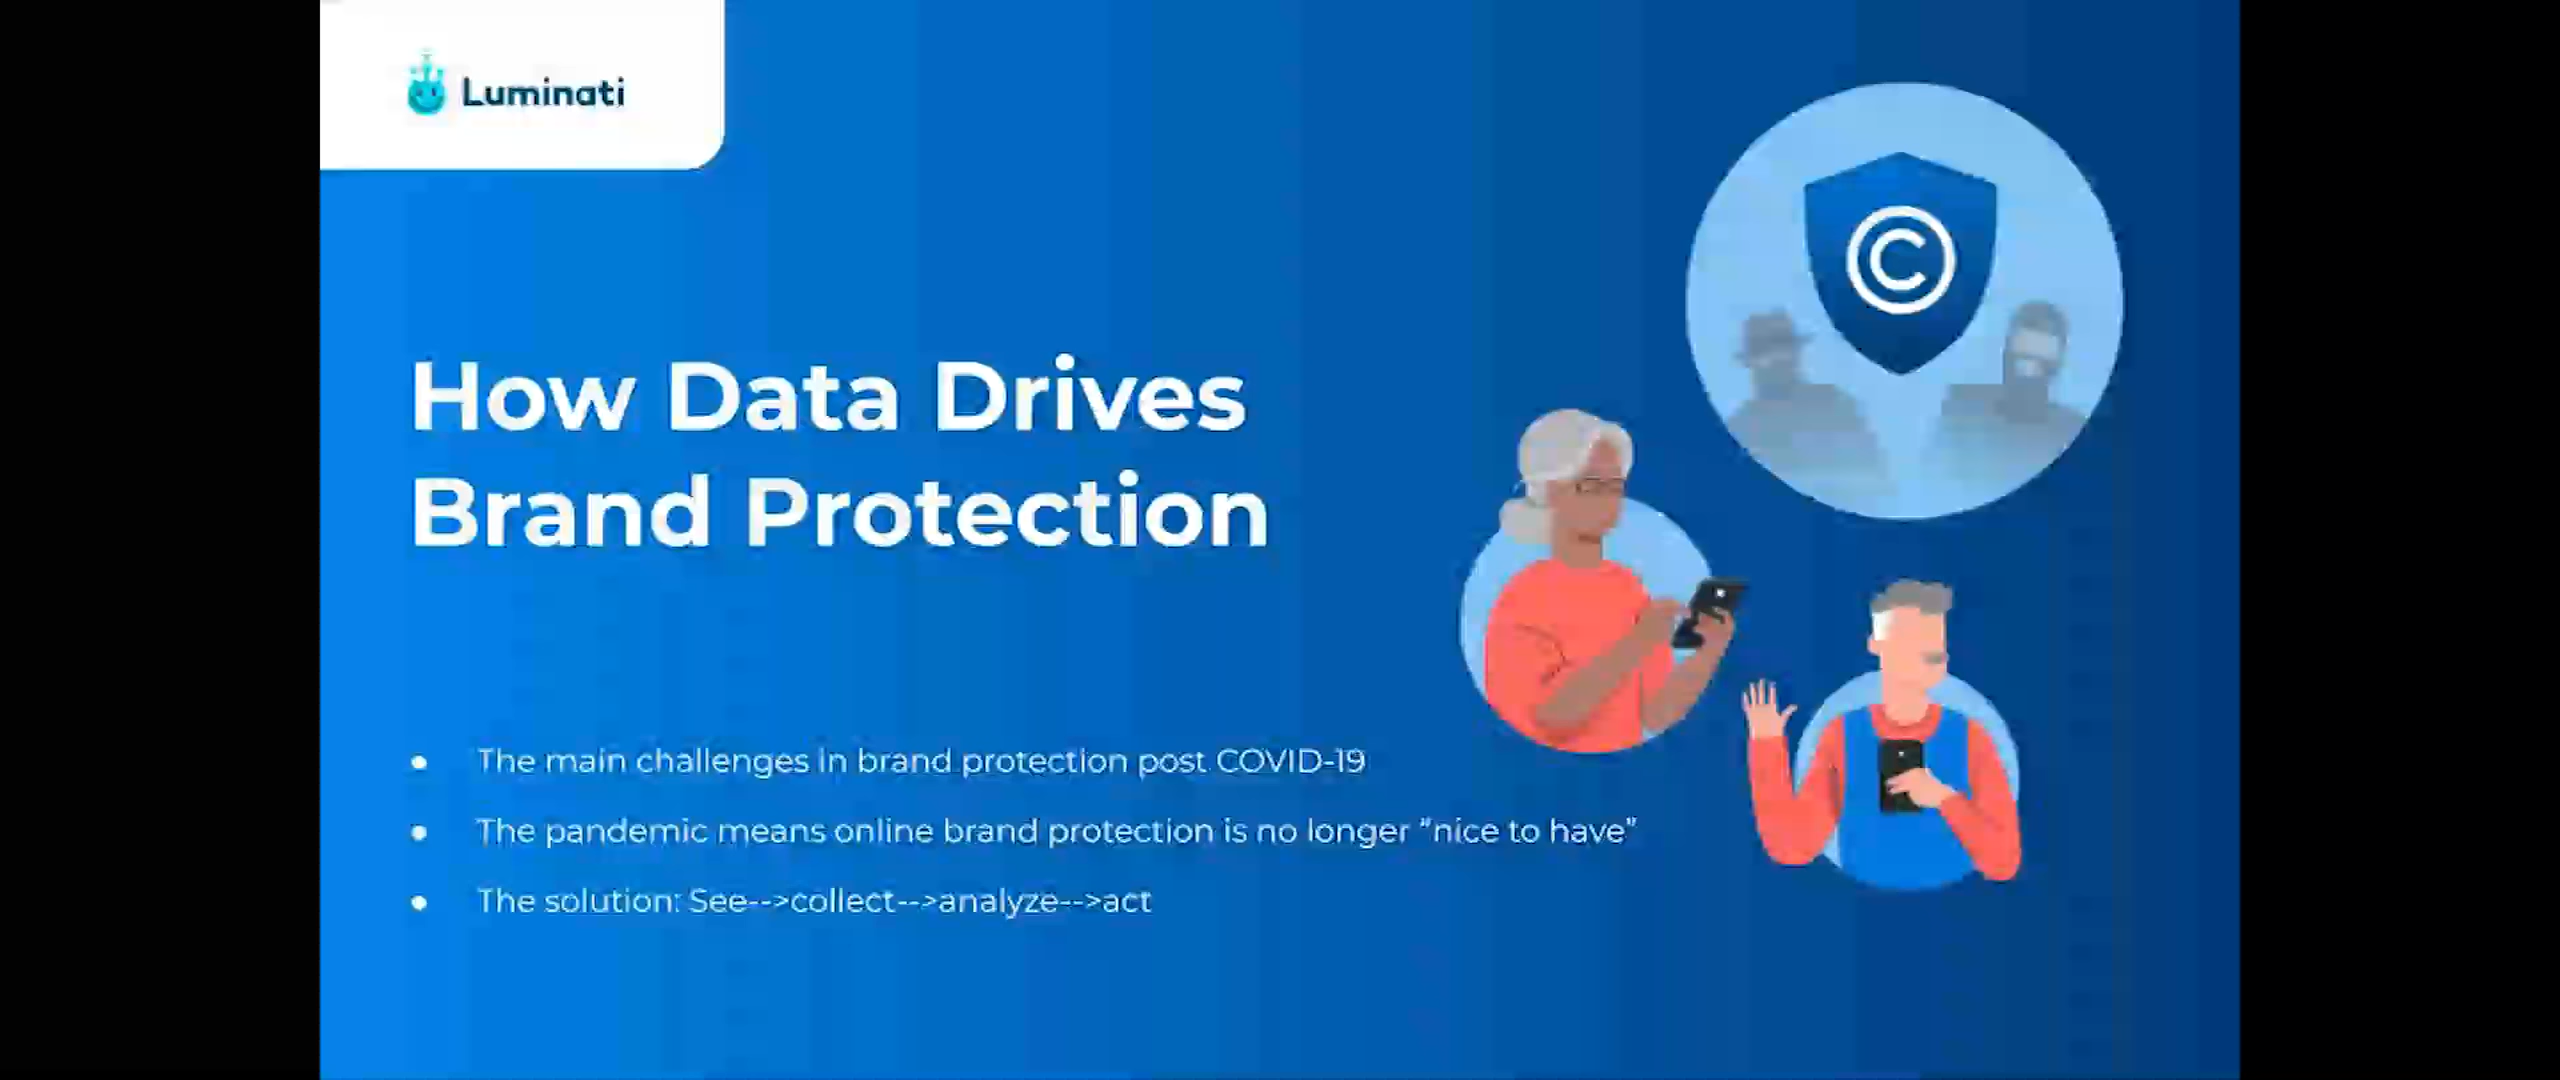 Luminati
©
How Data Drives
Brand Protection
● The main challenges in brand protection post COVID-19
● The pandemic means online brand protection is no longer “nice to have”
● The solution: See-->collect-->analyze-->act